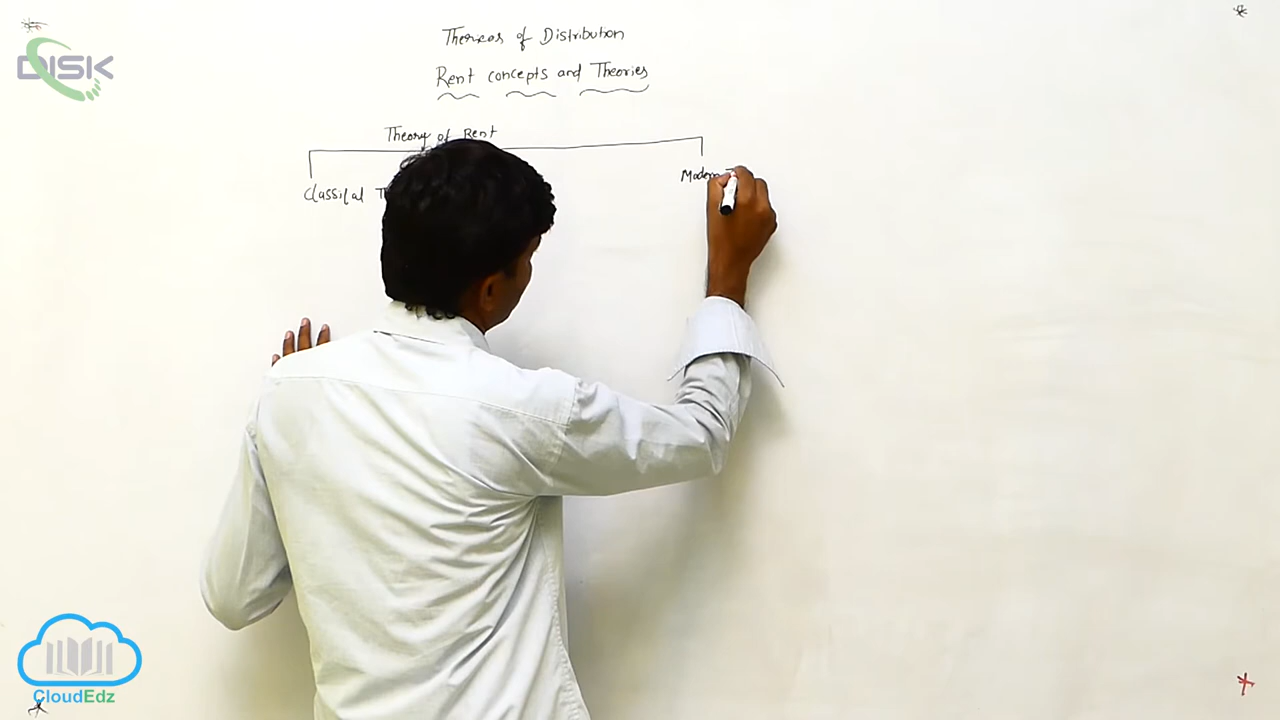 DISK
Theories of Distribution
Rent concepts and Theories
Theory of Rent
Classical
Modern
CloudEdz